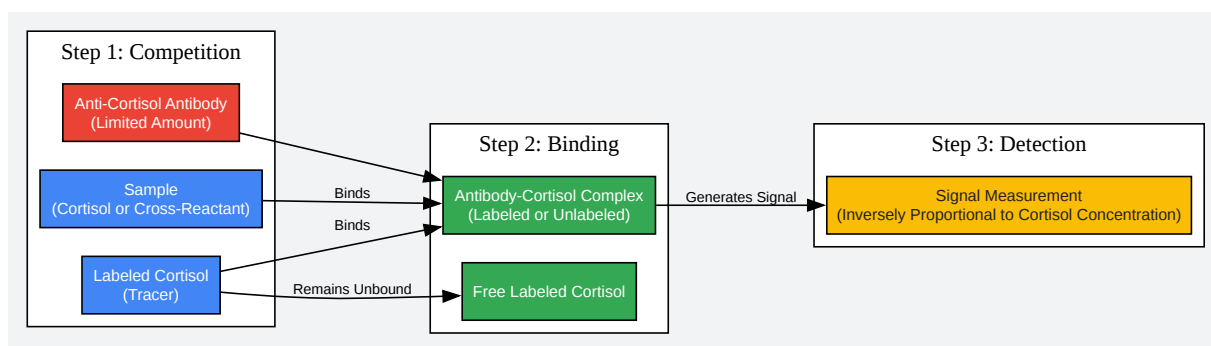 Step 1: Competition
Anti-Cortisol Antibody
(Limited Amount)
Sample
(Cortisol or Cross-Reactant)
Labeled Cortisol
(Tracer)
Binds
Binds
Remains Unbound
Step 2: Binding
Antibody-Cortisol Complex
(Labeled or Unlabeled)
Free Labeled Cortisol
Generates Signal
Step 3: Detection
Signal Measurement
(Inversely Proportional to Cortisol Concentration)